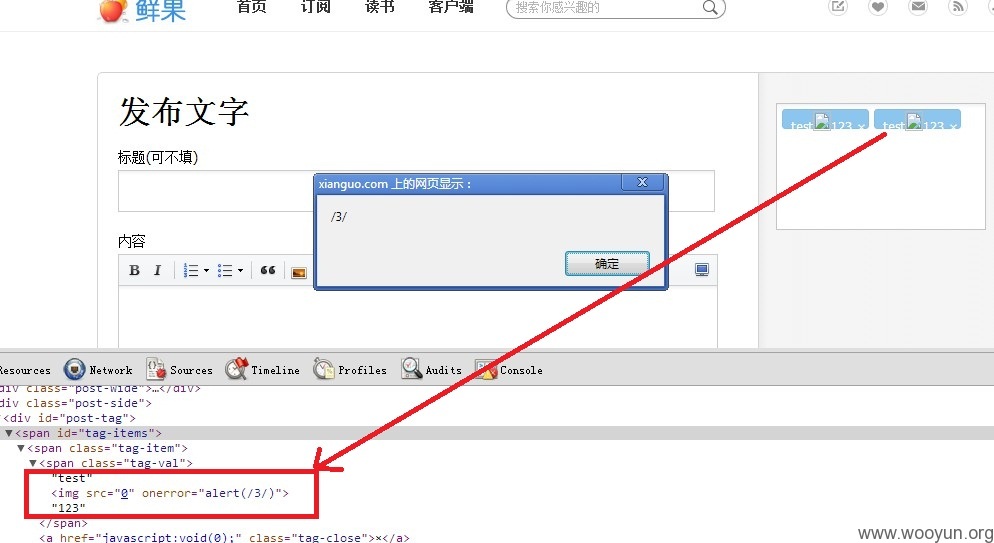 鲜果 首页 订阅 读书 客户端 搜索你感兴趣的
发布文字
标题(可不填)
内容
B I
xianguo.com 上的网页显示：
/3/
确定
test 123 × test 123 ×
Resources Network Sources Timeline Profiles Audits Console
div class="post-wide">…</div>
div class="post-side">
<div id="post-tag">
▼<span id="tag-items">
▼<span class="tag-item">
▼<span class="tag-val">
"test"
<img src="0" onerror="alert(/3/)">
"123"
</span>
<a href="javascript:void(0);" class="tag-close">×</a>
www.wooyun.org